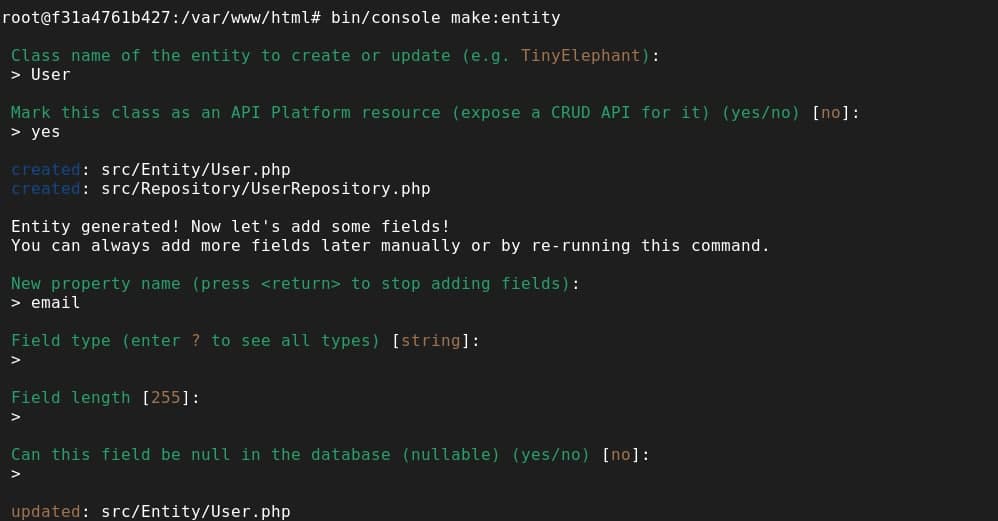 root@f31a4761b427:/var/www/html# bin/console make:entity
Class name of the entity to create or update (e.g. TinyElephant):
> User
Mark this class as an API Platform resource (expose a CRUD API for it) (yes/no) [no]:
> yes
created: src/Entity/User.php
created: src/Repository/UserRepository.php
Entity generated! Now let's add some fields!
You can always add more fields later manually or by re-running this command.
New property name (press <return> to stop adding fields):
> email
Field type (enter ? to see all types) [string]:
>
Field length [255]:
>
Can this field be null in the database (nullable) (yes/no) [no]:
>
updated: src/Entity/User.php